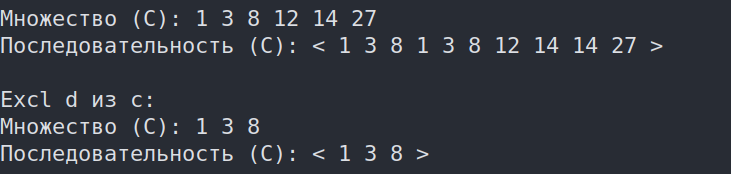 Множество (C): 1 3 8 12 14 27
Последовательность (C): < 1 3 8 1 3 8 12 14 14 27 >
Excl d из c:
Множество (C): 1 3 8
Последовательность (C): < 1 3 8 >